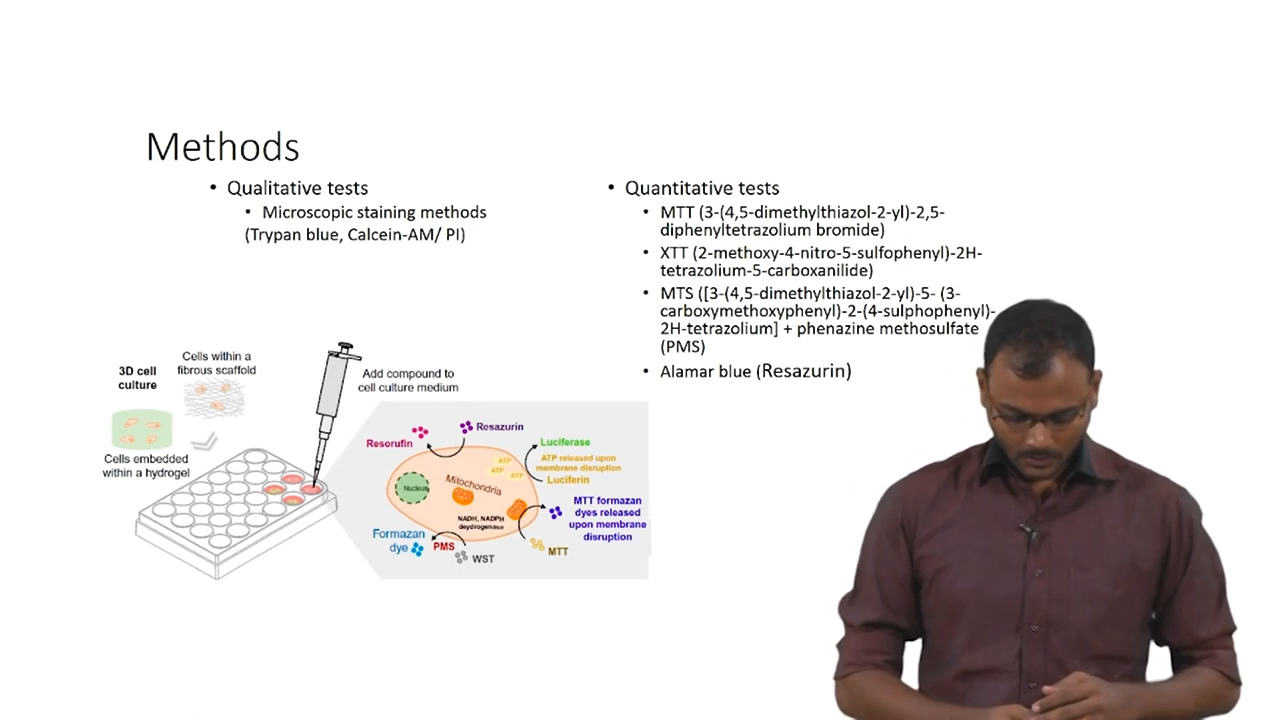 Methods
• Qualitative tests
• Microscopic staining methods
(Trypan blue, Calcein-AM/ PI)
• Quantitative tests
• MTT (3-(4,5-dimethylthiazol-2-yl)-2,5-
diphenyltetrazolium bromide)
• XTT (2-methoxy-4-nitro-5-sulfophenyl)-2H-
tetrazolium-5-carboxanilide)
• MTS ([3-(4,5-dimethylthiazol-2-yl)-5- (3-
carboxymethoxyphenyl)-2-(4-sulphophenyl)-
2H-tetrazolium] + phenazine methosulfate
(PMS)
• Alamar blue (Resazurin)
3D cell
culture
Cells within a
fibrous scaffold
Cells embedded
within a hydrogel
Add compound to
cell culture medium
Resorufin
Resazurin
Luciferase
ATP released upon
membrane disruption
Luciferin
ATP
ATP
ATP
Nucleus
Mitochondria
NADH, NADPH
deydrogenase
MTT formazan
dyes released
upon membrane
disruption
Formazan
dye
PMS
WST
MTT